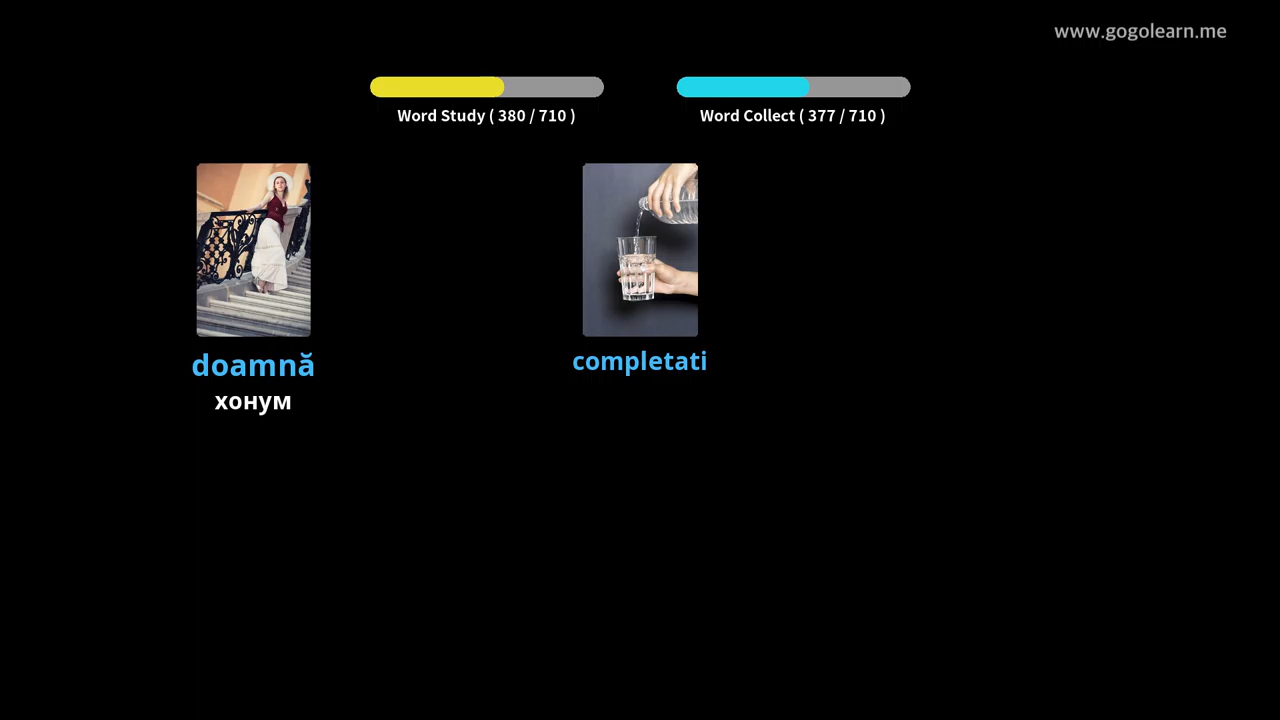 www.gogolearn.me
Word Study ( 380 / 710 )
Word Collect ( 377 / 710 )
doamnă
хонум
completati